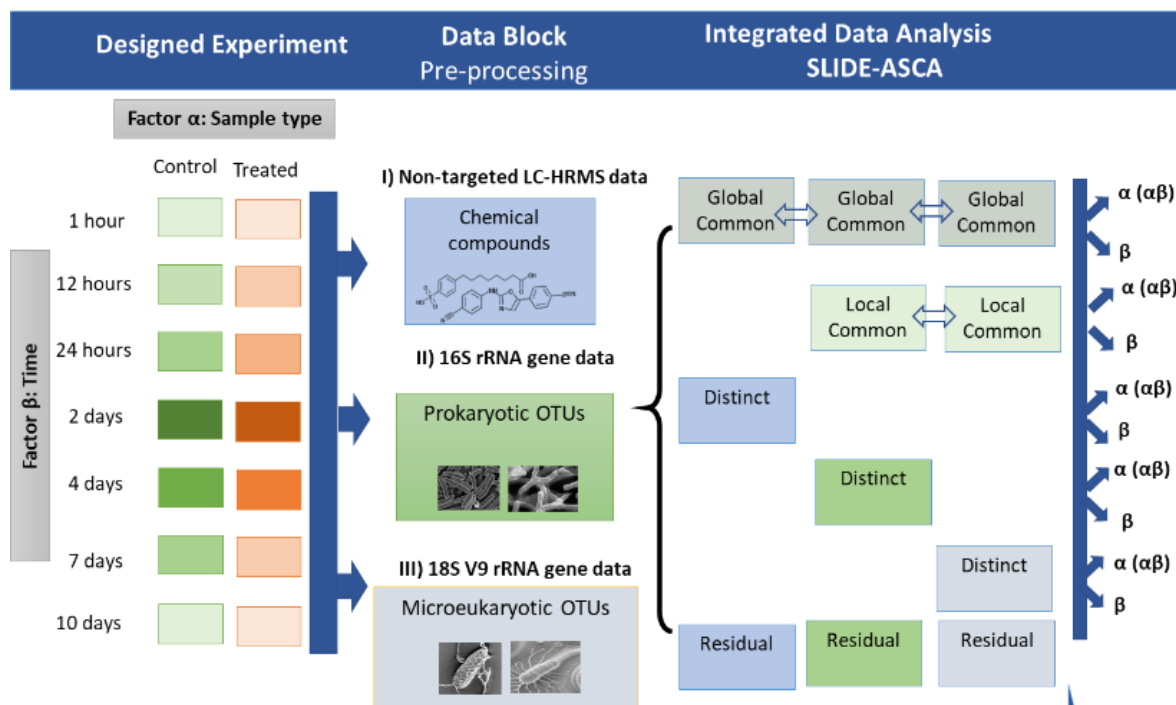 Designed Experiment
Data Block
Pre-processing
Integrated Data Analysis
SLIDE-ASCA
Factor α: Sample type
Control
Treated
Factor β: Time
1 hour
12 hours
24 hours
2 days
4 days
7 days
10 days
I) Non-targeted LC-HRMS data
Chemical
compounds
OH
HO
O
O
S
O
NH
O
N
N
N
II) 16S rRNA gene data
Prokaryotic OTUs
III) 18S V9 rRNA gene data
Microeukaryotic OTUs
Global
Common
Global
Common
Global
Common
Local
Common
Local
Common
Distinct
Distinct
Distinct
Residual
Residual
Residual
α (αβ)
β
α (αβ)
β
α (αβ)
β
α (αβ)
β
α (αβ)
β